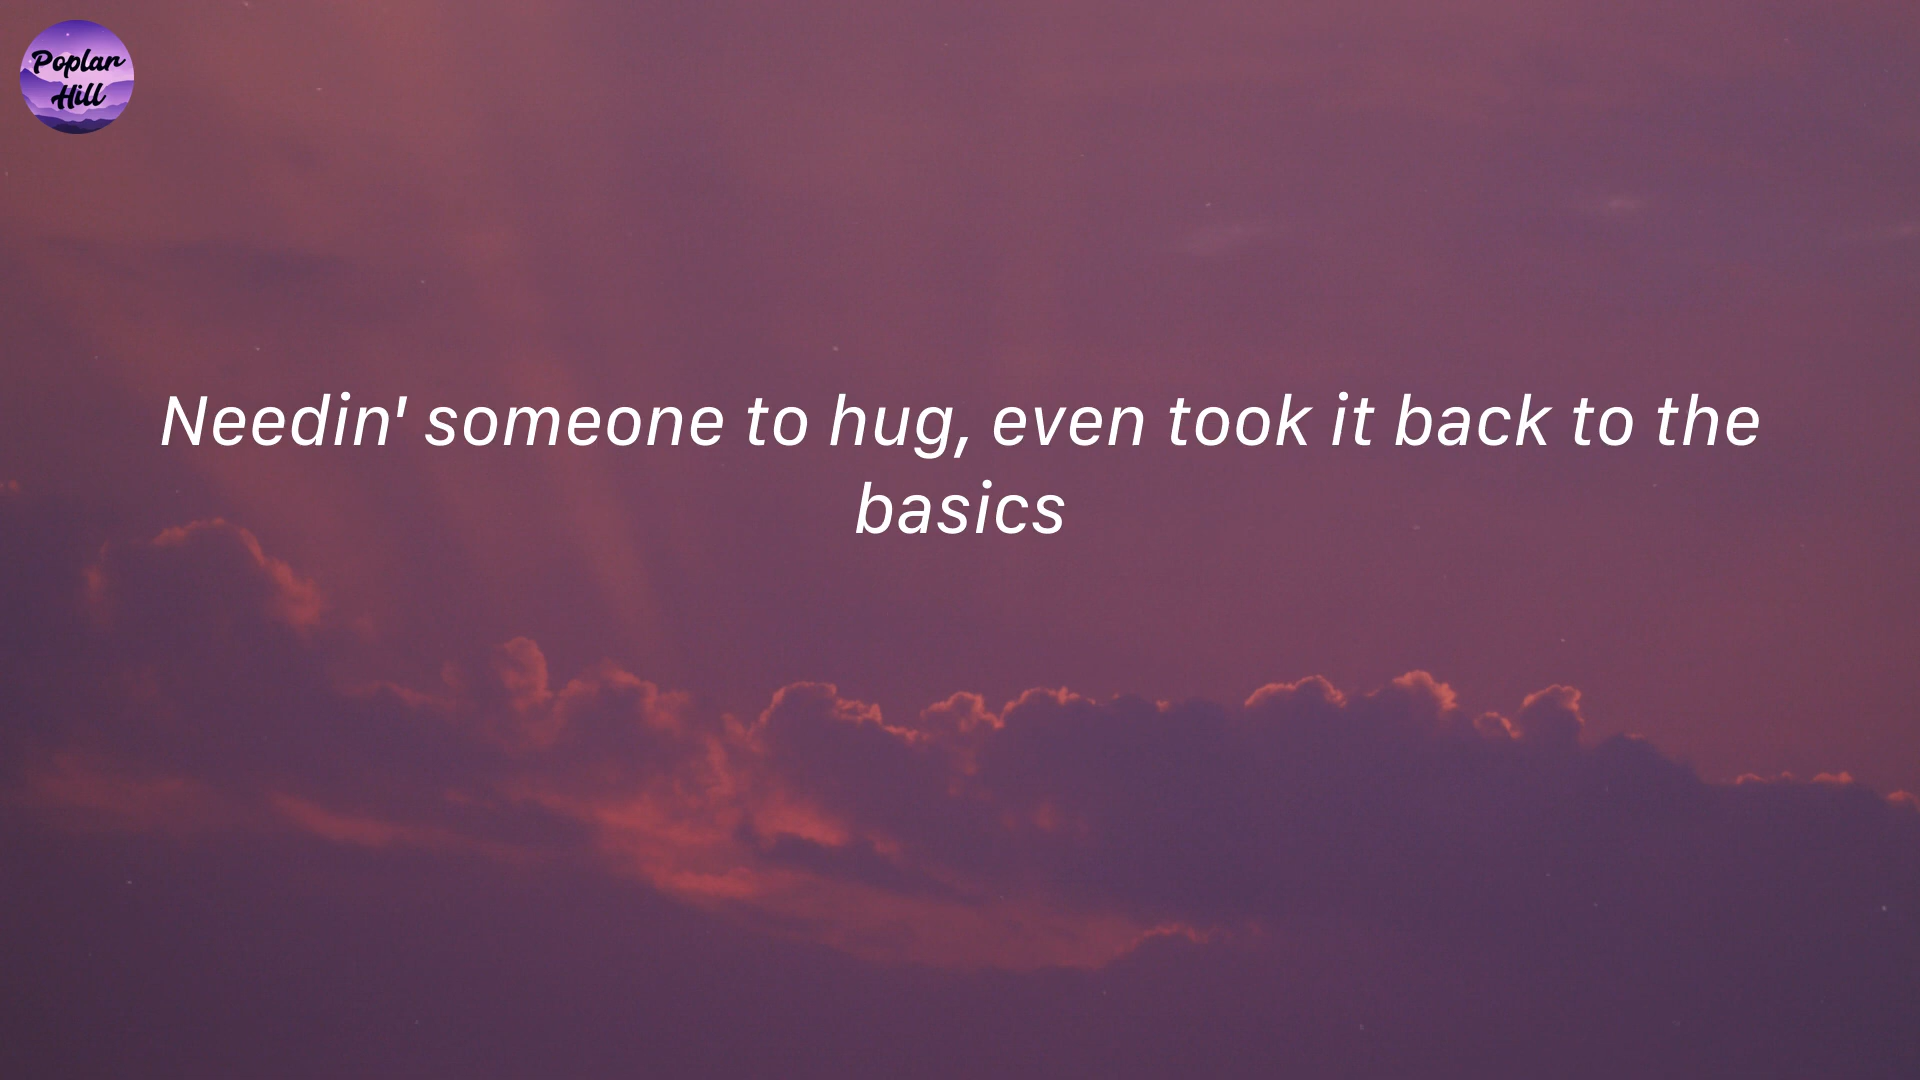 Poplar
Hill
Needin' someone to hug, even took it back to the
basics